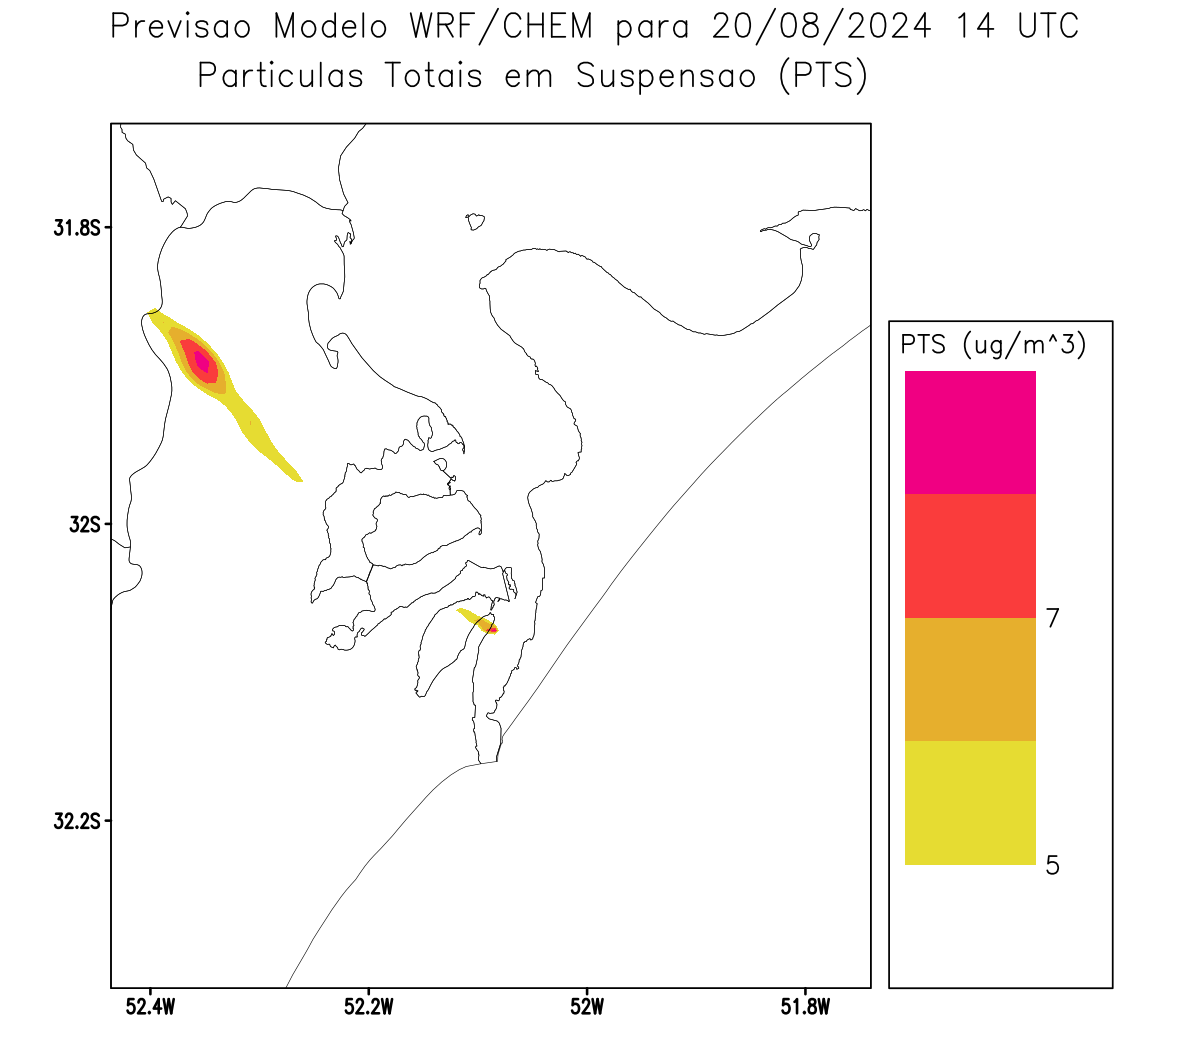 Previsao Modelo WRF/CHEM para 20/08/2024 14 UTC
Particulas Totais em Suspensao (PTS)
31.8S
32S
32.2S
52.4W 52.2W 52W 51.8W
PTS (ug/m^3)
7
5